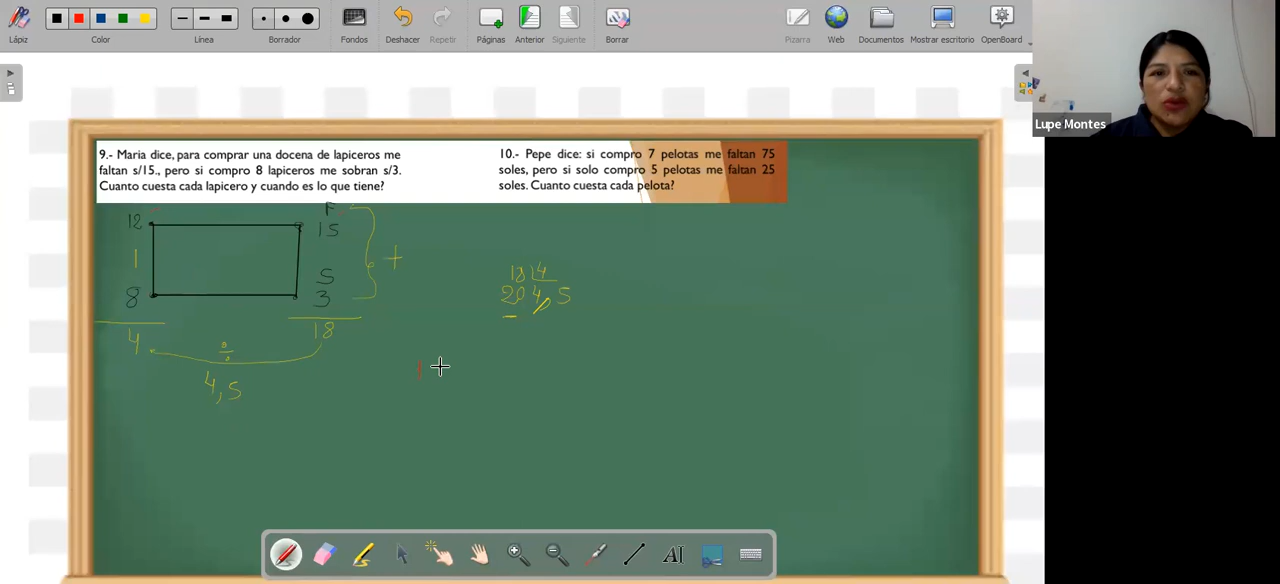 Lápiz
Color
Línea
Borrador
Fondos
Deshacer
Repetir
Páginas
Anterior
Siguiente
Borrar
Pizarra
Web
Documentos
Mostrar escritorio
OpenBoard
Lupe Montes
9.- Maria dice, para comprar una docena de lapiceros me
faltan s/15., pero si compro 8 lapiceros me sobran s/3.
Cuanto cuesta cada lapicero y cuando es lo que tiene?
10.- Pepe dice: si compro 7 pelotas me faltan 75
soles, pero si solo compro 5 pelotas me faltan 25
soles. Cuanto cuesta cada pelota?
F
12 15
1 +
S
8 3
4 18
÷
4,5
18 4
20 4,5